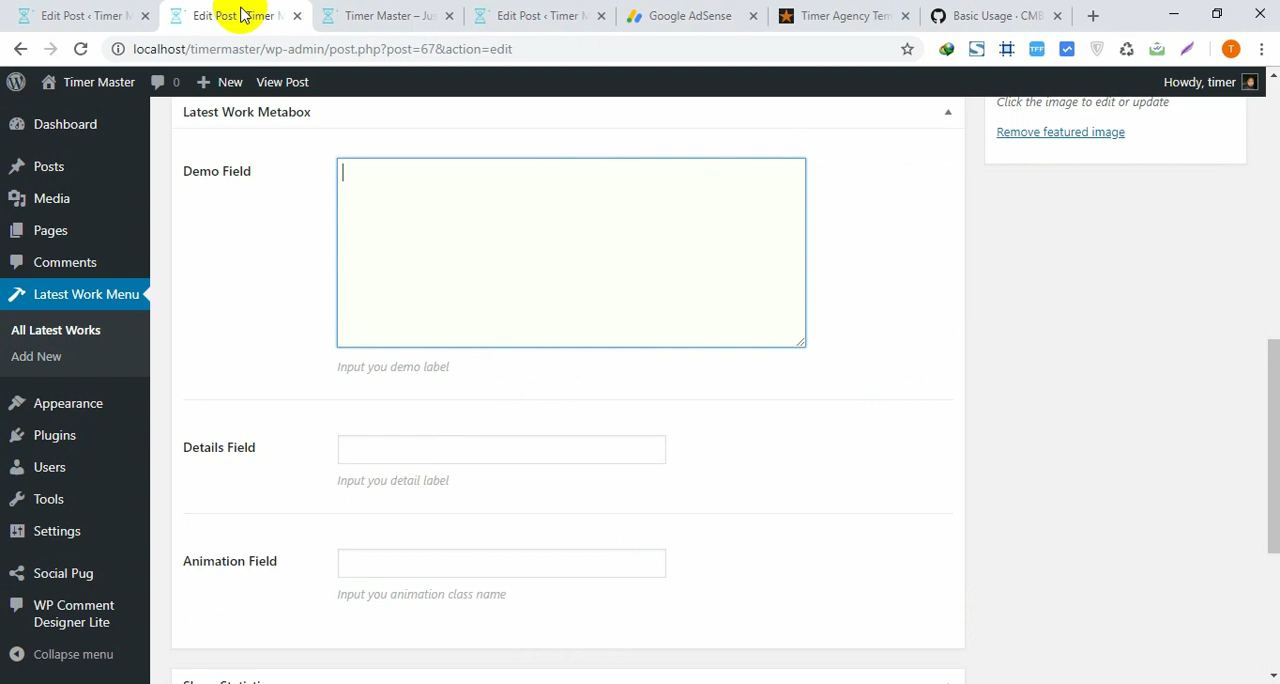 Edit Post ‹ Timer M
Edit Post ‹ Timer M
Timer Master – Jus
Edit Post ‹ Timer M
Google AdSense
Timer Agency Tem
Basic Usage · CMB
localhost/timermaster/wp-admin/post.php?post=67&action=edit
TFF
T
Timer Master
0
New
View Post
Howdy, timer
Dashboard
Posts
Media
Pages
Comments
Latest Work Menu
All Latest Works
Add New
Appearance
Plugins
Users
Tools
Settings
Social Pug
WP Comment
Designer Lite
Collapse menu
Latest Work Metabox
Demo Field
Input you demo label
Details Field
Input you detail label
Animation Field
Input you animation class name
Click the image to edit or update
Remove featured image